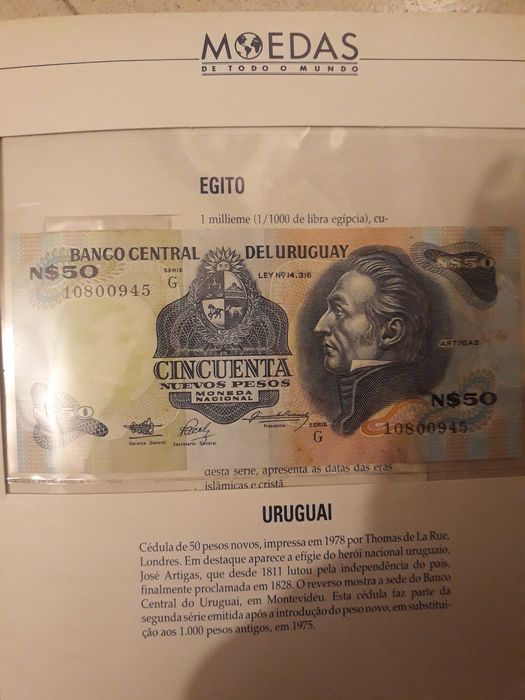 MOEDAS
DE TODO O MUNDO
EGITO
1 millieme (1/1000 de libra egípcia), cu-
BANCO CENTRAL DEL URUGUAY
N$50
SERIE
G
10800945
LEY Nº 14.316
N$50
ARTIGAS
CINCUENTA
NUEVOS PESOS
MONEDA
NACIONAL
50
Gerente General
Secretario General
Presidente
SERIE
G
N$50
10800945
desta série, apresenta as datas das eras
islâmicas e cristã
URUGUAI
Cédula de 50 pesos novos, impressa em 1978 por Thomas de La Rue,
Londres. Em destaque aparece a efígie do herói nacional uruguaio,
José Artigas, que desde 1811 lutou pela independência do país,
finalmente proclamada em 1828. O reverso mostra a sede do Banco
Central do Uruguai, em Montevidéu. Esta cédula faz parte da
segunda série emitida após a introdução do peso novo, em substitui-
ção aos 1.000 pesos antigos, em 1975.